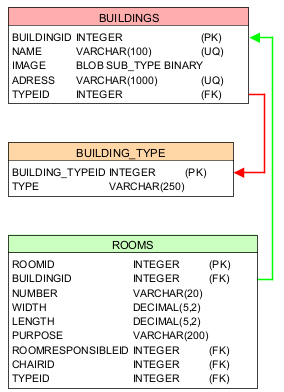 BUILDINGS
BUILDINGID INTEGER (PK)
NAME VARCHAR(100) (UQ)
IMAGE BLOB SUB_TYPE BINARY
ADRESS VARCHAR(1000) (UQ)
TYPEID INTEGER (FK)
BUILDING_TYPE
BUILDING_TYPEID INTEGER (PK)
TYPE VARCHAR(250)
ROOMS
ROOMID INTEGER (PK)
BUILDINGID INTEGER (FK)
NUMBER VARCHAR(20)
WIDTH DECIMAL(5,2)
LENGTH DECIMAL(5,2)
PURPOSE VARCHAR(200)
ROOMRESPONSIBLEID INTEGER (FK)
CHAIRID INTEGER (FK)
TYPEID INTEGER (FK)